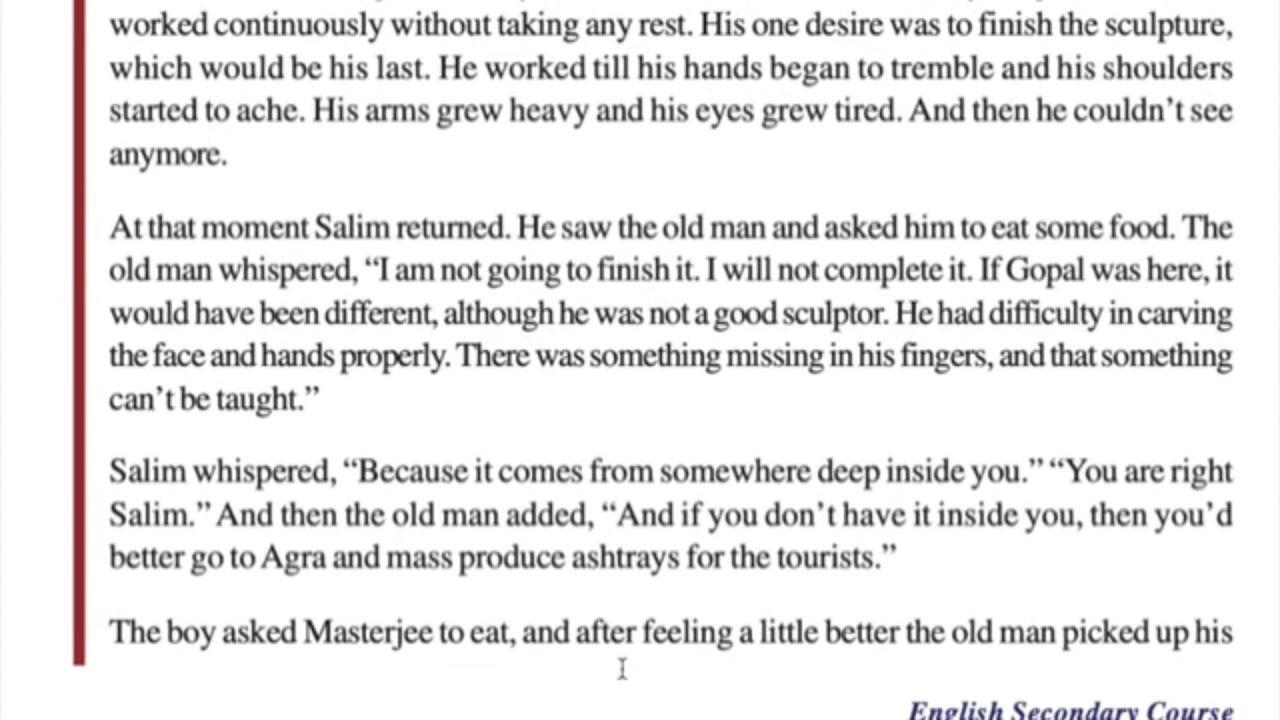 worked continuously without taking any rest. His one desire was to finish the sculpture,
which would be his last. He worked till his hands began to tremble and his shoulders
started to ache. His arms grew heavy and his eyes grew tired. And then he couldn’t see
anymore.
At that moment Salim returned. He saw the old man and asked him to eat some food. The
old man whispered, “I am not going to finish it. I will not complete it. If Gopal was here, it
would have been different, although he was not a good sculptor. He had difficulty in carving
the face and hands properly. There was something missing in his fingers, and that something
can’t be taught.”
Salim whispered, “Because it comes from somewhere deep inside you.” “You are right
Salim.” And then the old man added, “And if you don’t have it inside you, then you’d
better go to Agra and mass produce ashtrays for the tourists.”
The boy asked Masterjee to eat, and after feeling a little better the old man picked up his
English Secondary Course